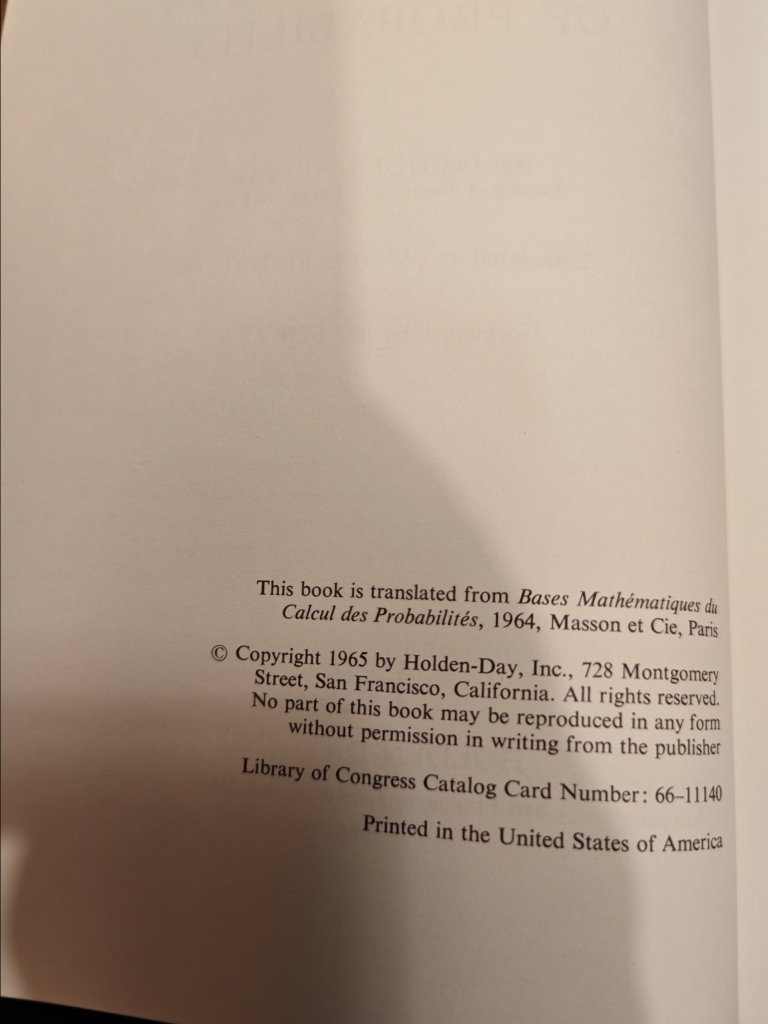 This book is translated from Bases Mathématiques du
Calcul des Probabilités, 1964, Masson et Cie, Paris
© Copyright 1965 by Holden-Day, Inc., 728 Montgomery
Street, San Francisco, California. All rights reserved.
No part of this book may be reproduced in any form
without permission in writing from the publisher
Library of Congress Catalog Card Number: 66–11140
Printed in the United States of America